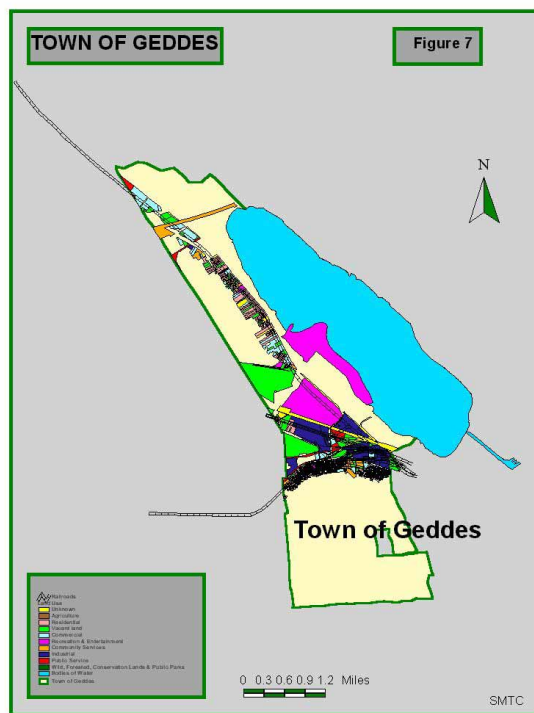 TOWN OF GEDDES
Figure 7
N
Town of Geddes
Railroads
Land Use
Unknown
Agriculture
Residential
Vacant land
Commercial
Recreation & Entertainment
Community Services
Industrial
Public Service
Wild, Forested, Conservation Lands & Public Parks
Bodies of Water
Town of Geddes
0 0.3 0.6 0.9 1.2 Miles
SMTC